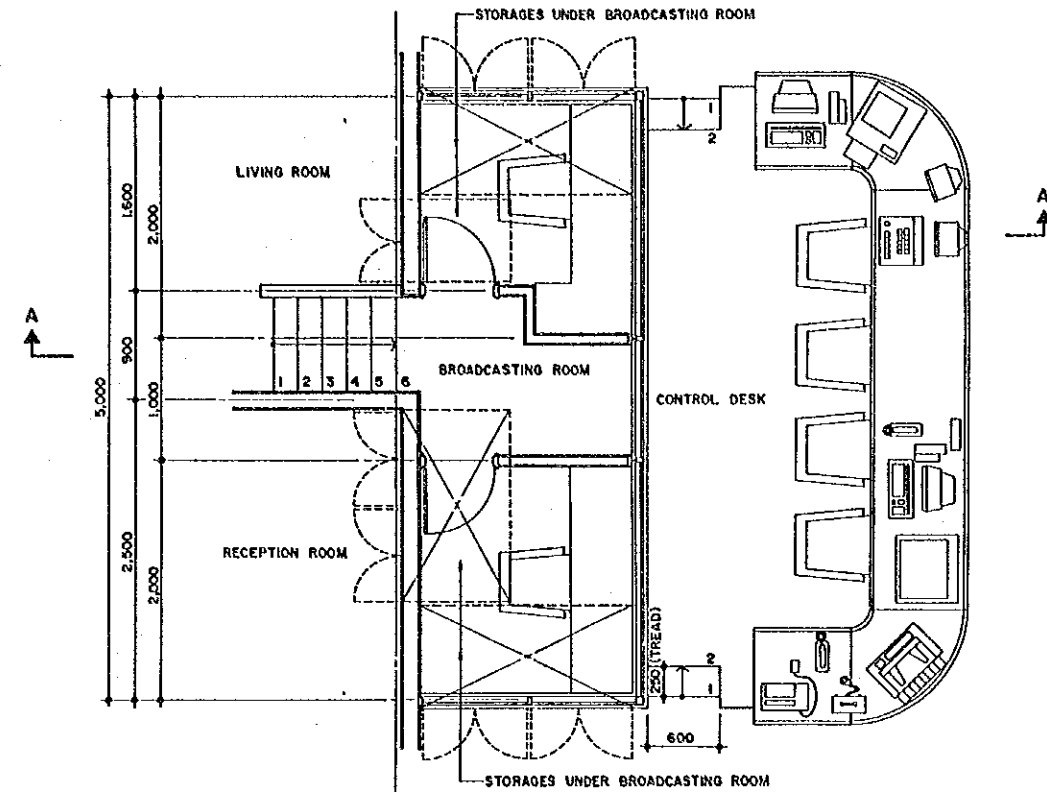 STORAGES UNDER BROADCASTING ROOM
1
2
LIVING ROOM
1,600
2,000
A
A
900
1,000
5,000
1 2 3 4 5 6
BROADCASTING ROOM
CONTROL DESK
RECEPTION ROOM
2,500
2,000
250 (TREAD)
2
1
600
STORAGES UNDER BROADCASTING ROOM